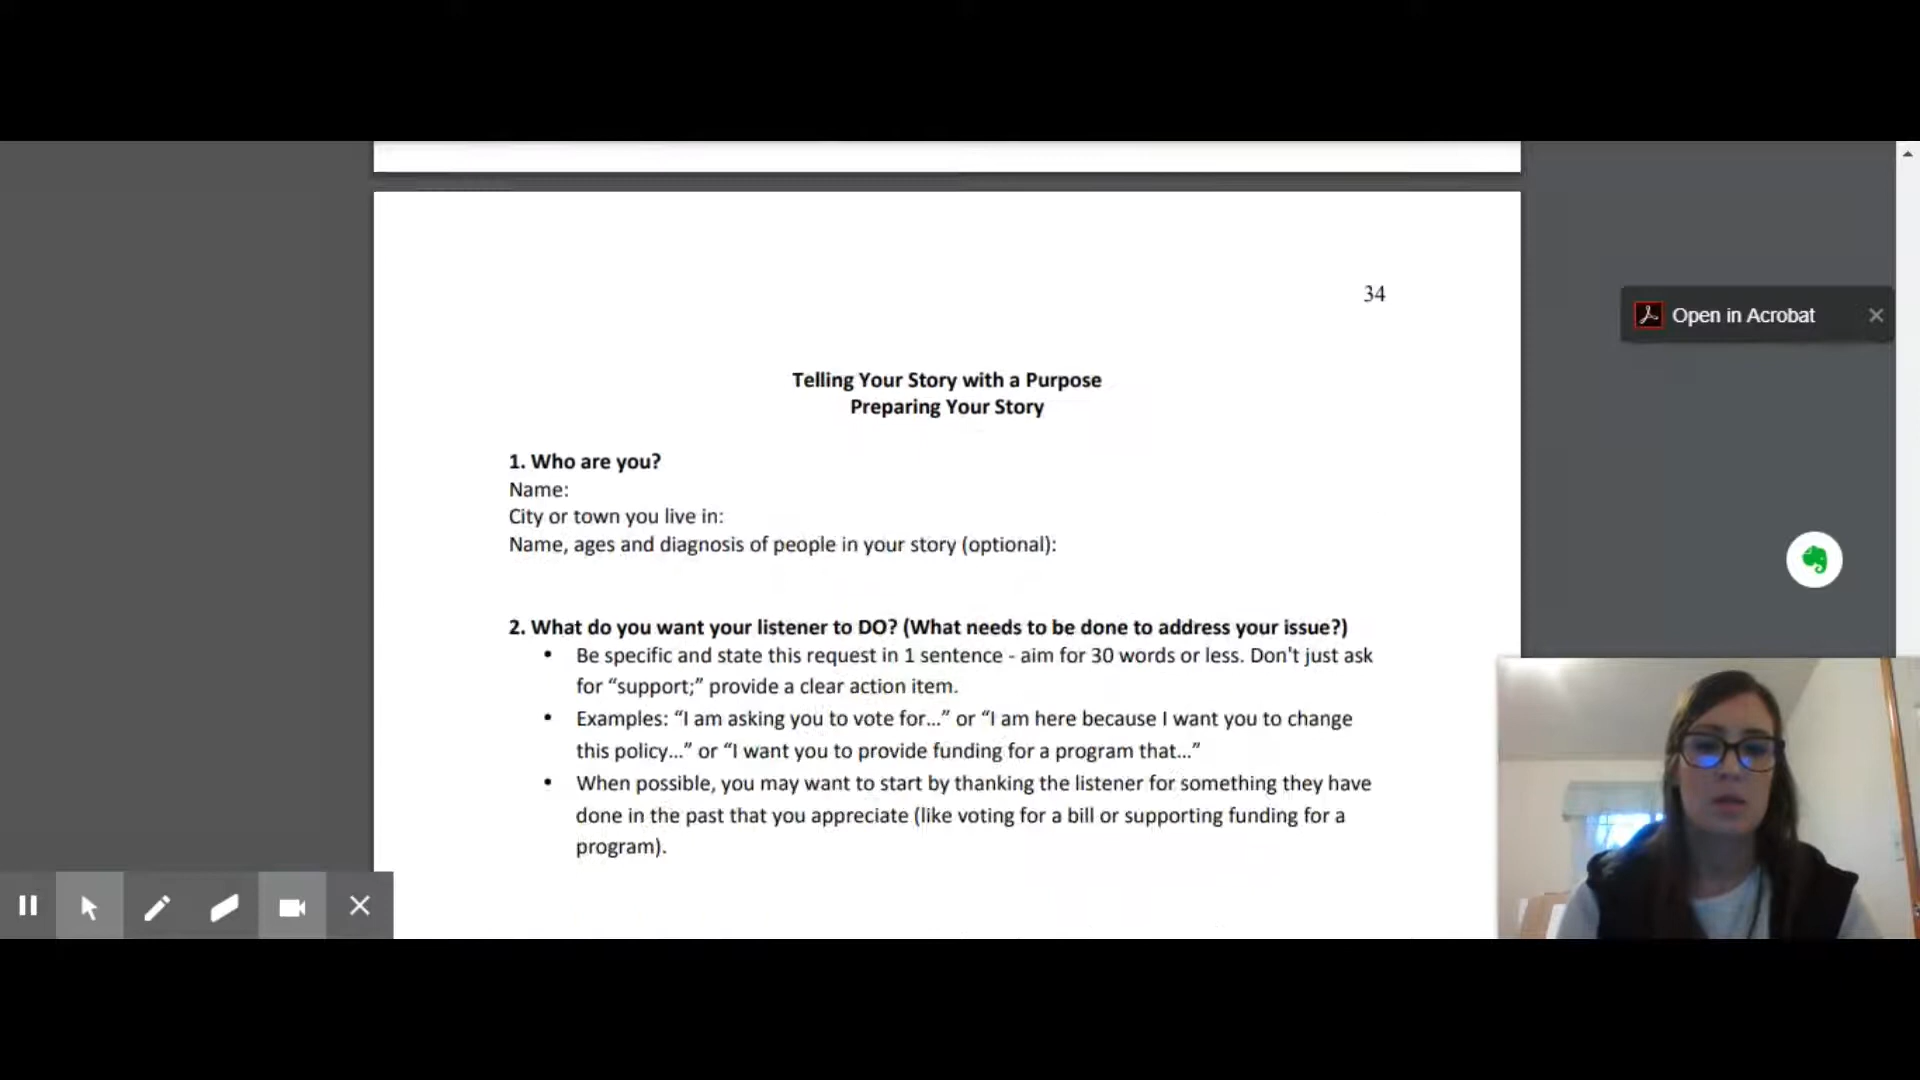 34
Open in Acrobat
Telling Your Story with a Purpose
Preparing Your Story
1. Who are you?
Name:
City or town you live in:
Name, ages and diagnosis of people in your story (optional):
2. What do you want your listener to DO? (What needs to be done to address your issue?)
• Be specific and state this request in 1 sentence - aim for 30 words or less. Don't just ask
for “support;” provide a clear action item.
• Examples: “I am asking you to vote for...” or “I am here because I want you to change
this policy...” or “I want you to provide funding for a program that...”
• When possible, you may want to start by thanking the listener for something they have
done in the past that you appreciate (like voting for a bill or supporting funding for a
program).